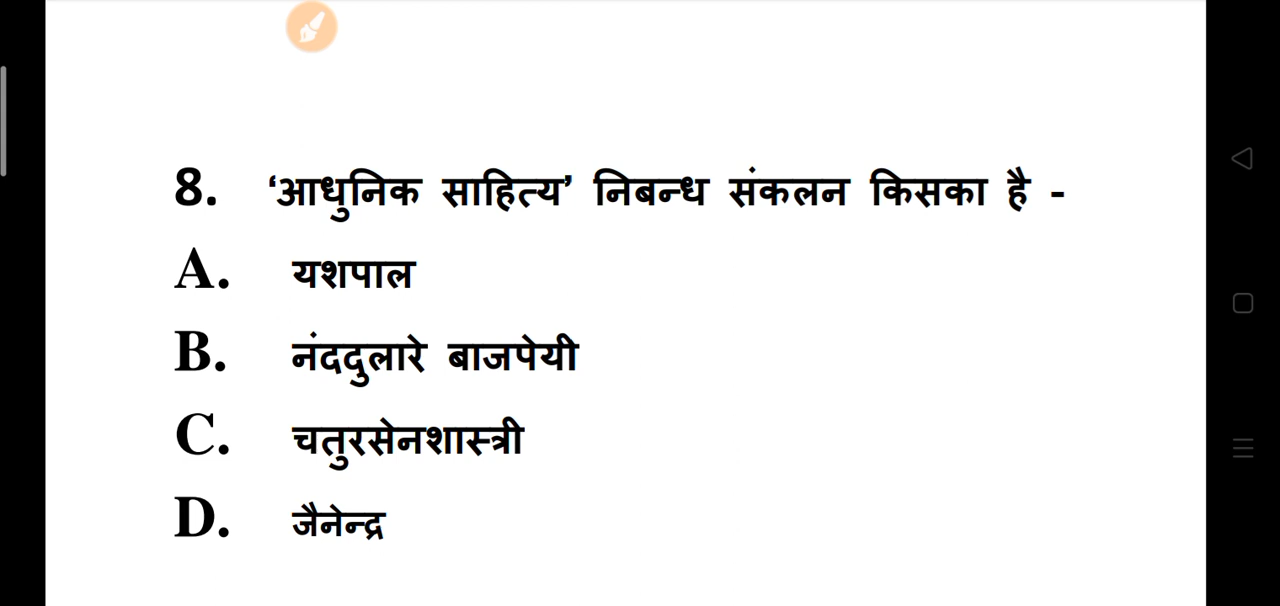 8. ‘आधुनिक साहित्य’ निबन्ध संकलन किसका है -
A. यशपाल
B. नंददुलारे बाजपेयी
C. चतुरसेनशास्त्री
D. जैनेन्द्र